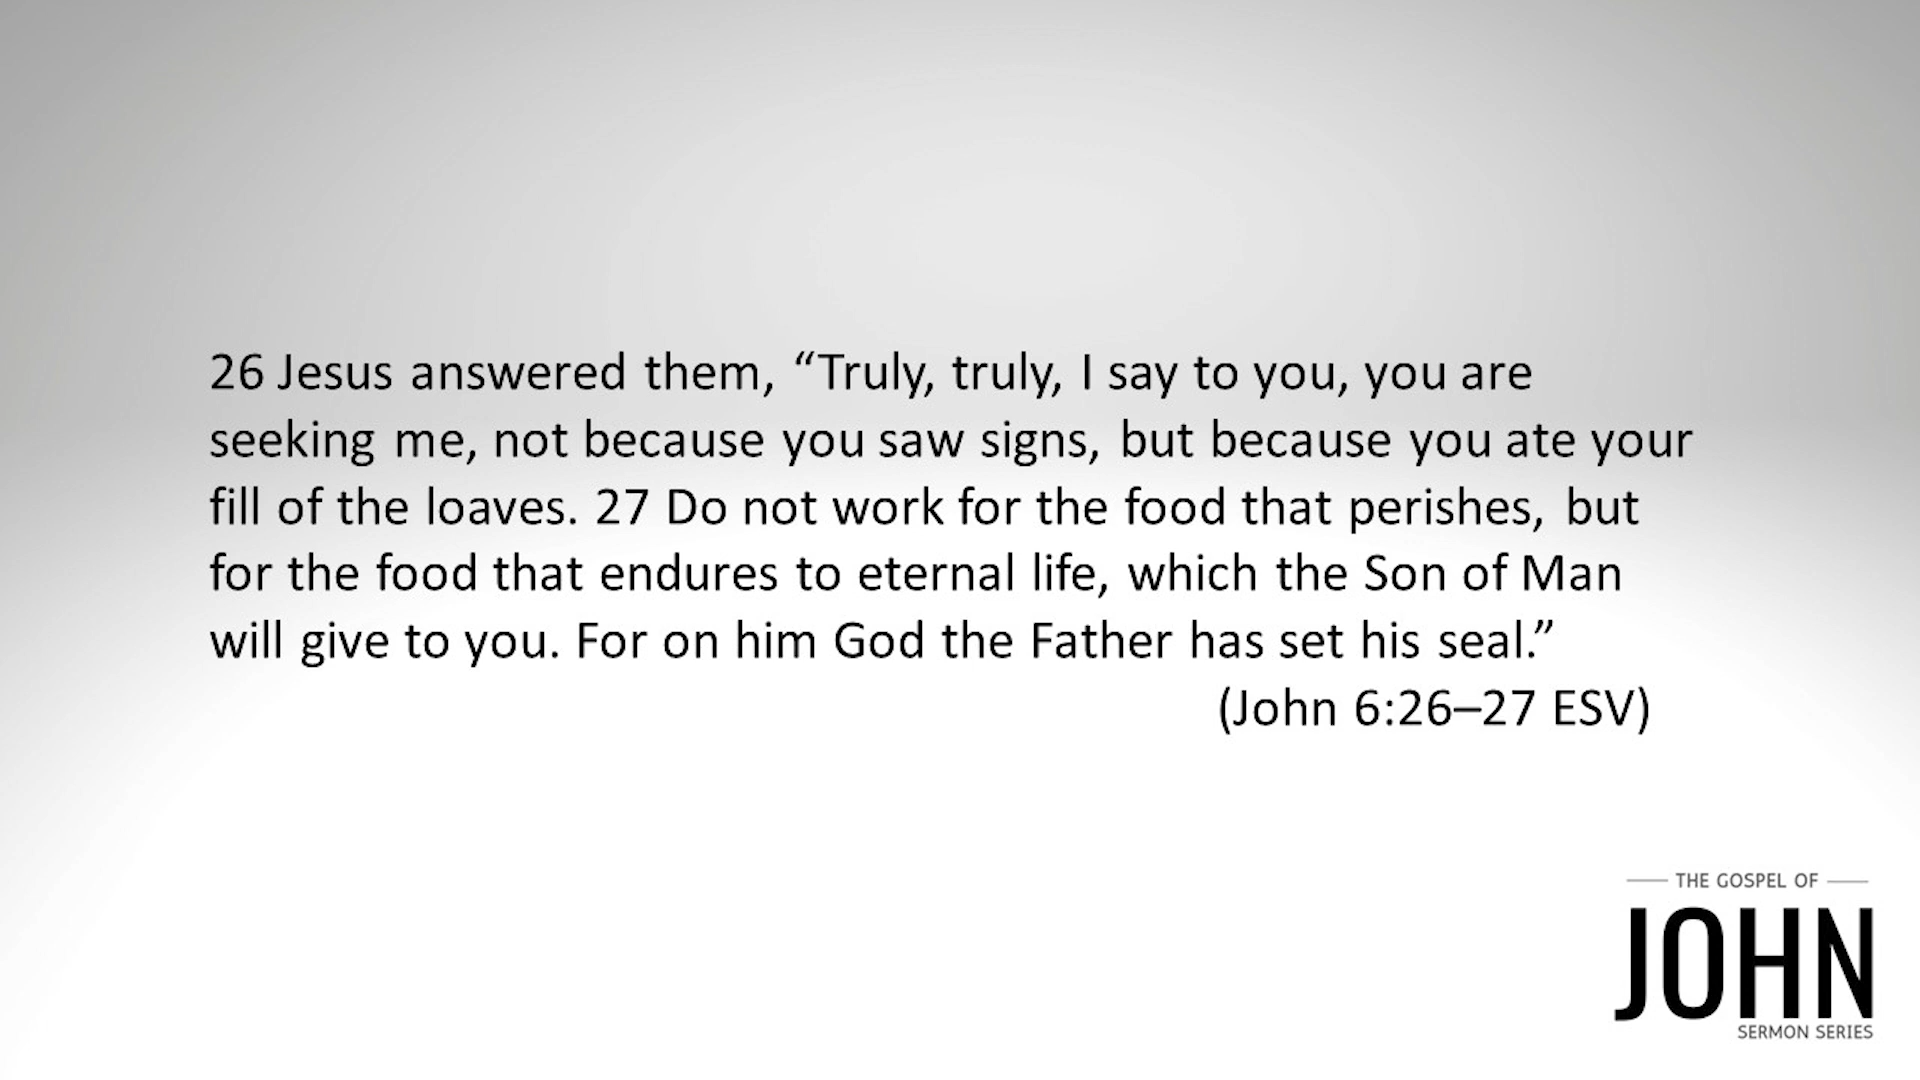 26 Jesus answered them, “Truly, truly, I say to you, you are
seeking me, not because you saw signs, but because you ate your
fill of the loaves. 27 Do not work for the food that perishes, but
for the food that endures to eternal life, which the Son of Man
will give to you. For on him God the Father has set his seal.”
(John 6:26–27 ESV)
THE GOSPEL OF
JOHN
SERMON SERIES